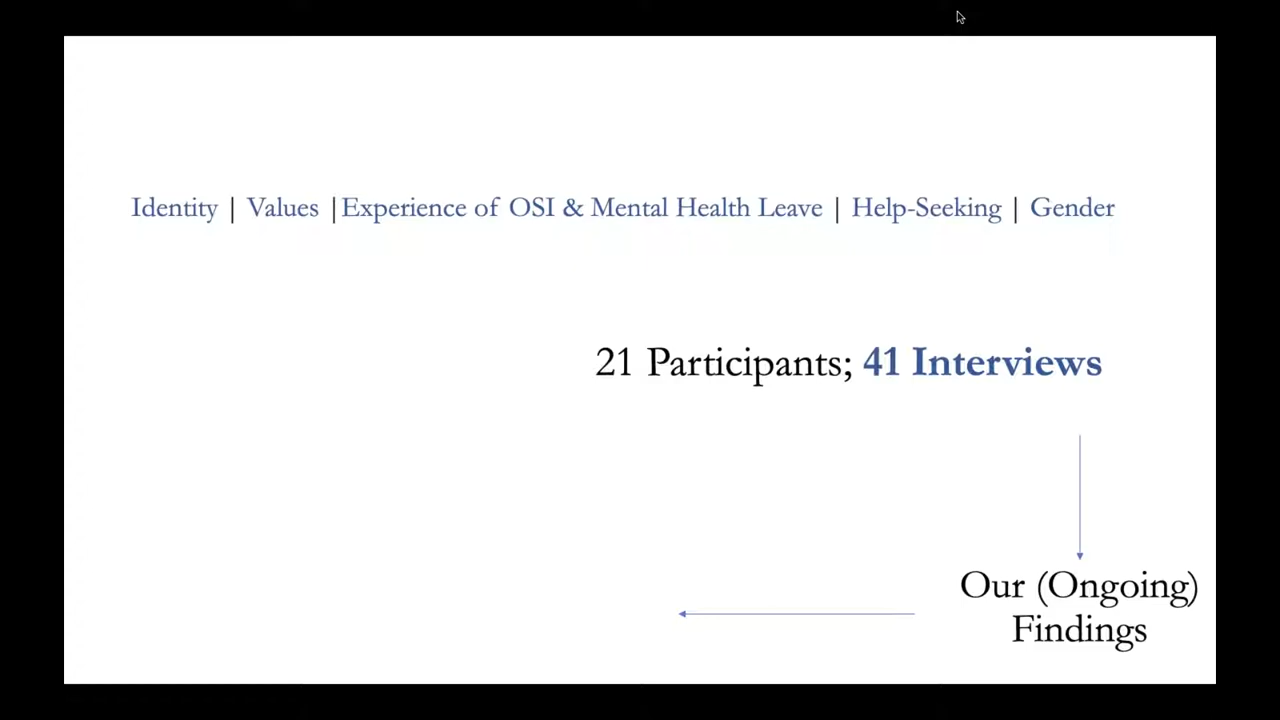 Identity | Values |Experience of OSI & Mental Health Leave | Help-Seeking | Gender
21 Participants; 41 Interviews
Our (Ongoing)
Findings